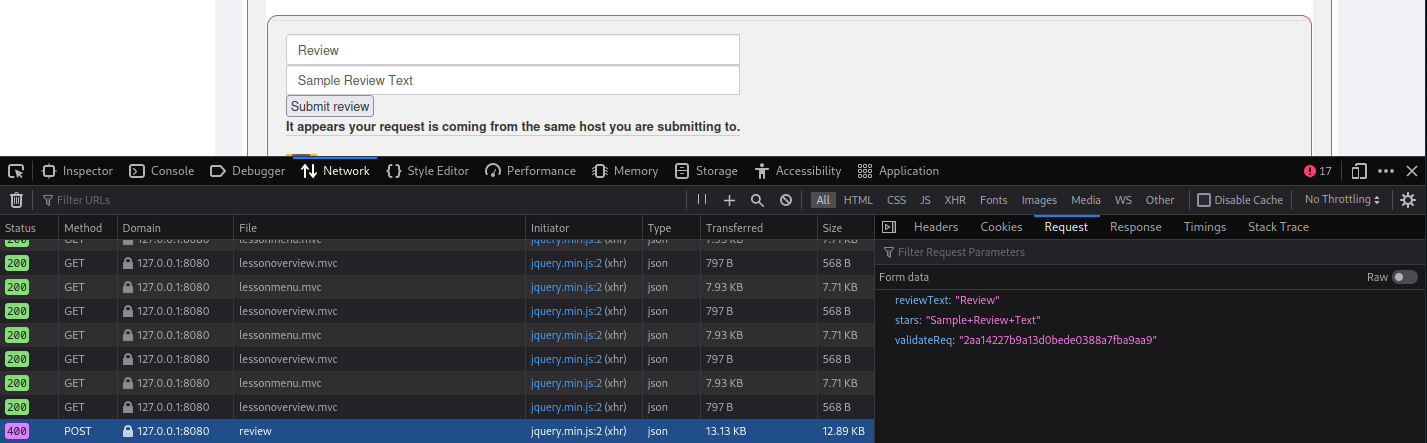 Review
Sample Review Text
Submit review
It appears your request is coming from the same host you are submitting to.
Inspector Console Debugger Network Style Editor Performance Memory Storage Accessibility Application 17
Filter URLs All HTML CSS JS XHR Fonts Images Media WS Other Disable Cache No Throttling
Status Method Domain File Initiator Type Transferred Size Headers Cookies Request Response Timings Stack Trace
200 GET 127.0.0.1:8080 lessonmenu.mvc jquery.min.js:2 (xhr) json 7.93 KB 7.71 KB
Filter Request Parameters
200 GET 127.0.0.1:8080 lessonoverview.mvc jquery.min.js:2 (xhr) json 797 B 568 B
Form data Raw
200 GET 127.0.0.1:8080 lessonmenu.mvc jquery.min.js:2 (xhr) json 7.93 KB 7.71 KB
reviewText: "Review"
200 GET 127.0.0.1:8080 lessonoverview.mvc jquery.min.js:2 (xhr) json 797 B 568 B
stars: "Sample+Review+Text"
200 GET 127.0.0.1:8080 lessonmenu.mvc jquery.min.js:2 (xhr) json 7.93 KB 7.71 KB
validateReq: "2aa14227b9a13d0bede0388a7fba9aa9"
200 GET 127.0.0.1:8080 lessonoverview.mvc jquery.min.js:2 (xhr) json 797 B 568 B
200 GET 127.0.0.1:8080 lessonmenu.mvc jquery.min.js:2 (xhr) json 7.93 KB 7.71 KB
200 GET 127.0.0.1:8080 lessonoverview.mvc jquery.min.js:2 (xhr) json 797 B 568 B
400 POST 127.0.0.1:8080 review jquery.min.js:2 (xhr) json 13.13 KB 12.89 KB